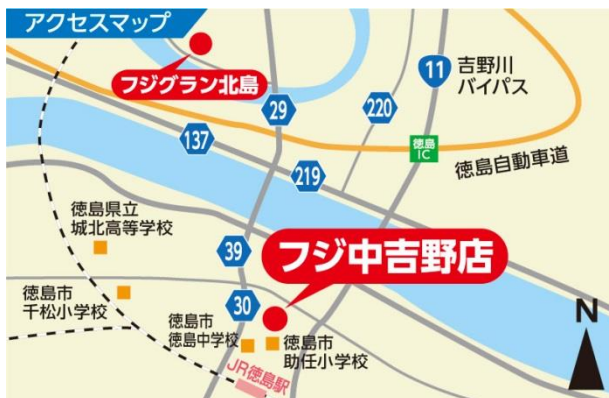 アクセスマップ
フジグラン北島
11
吉野川
バイパス
29
220
137
徳島
IC
徳島自動車道
219
徳島県立
城北高等学校
39
フジ中吉野店
徳島市
千松小学校
30
徳島市
徳島中学校
徳島市
助任小学校
JR徳島駅
N